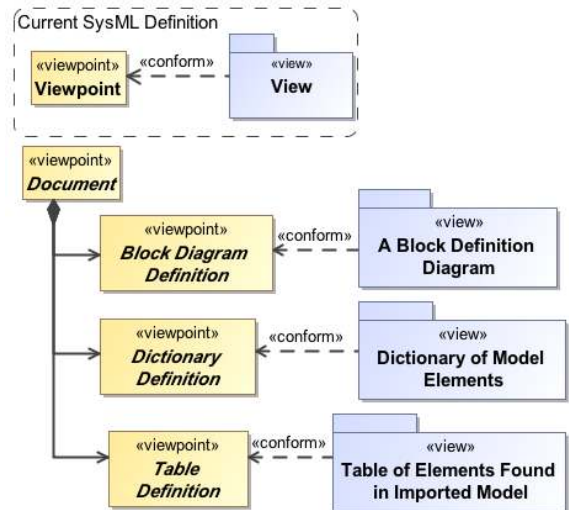 Current SysML Definition
«viewpoint»
Viewpoint
«conform»
«view»
View
«viewpoint»
Document
«viewpoint»
Block Diagram
Definition
«conform»
«view»
A Block Definition
Diagram
«viewpoint»
Dictionary
Definition
«conform»
«view»
Dictionary of Model
Elements
«viewpoint»
Table
Definition
«conform»
«view»
Table of Elements Found
in Imported Model